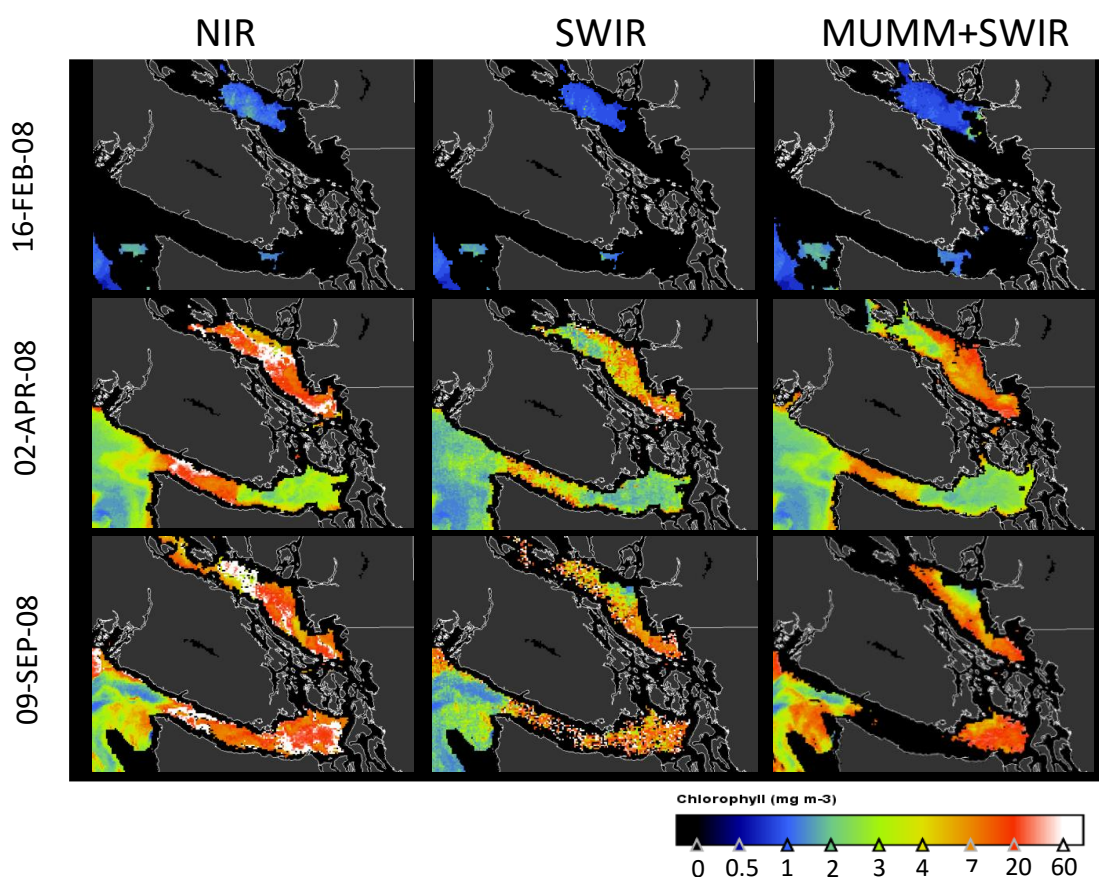 NIR SWIR MUMM+SWIR
16-FEB-08
02-APR-08
09-SEP-08
Chlorophyll (mg m-3)
0 0.5 1 2 3 4 7 20 60